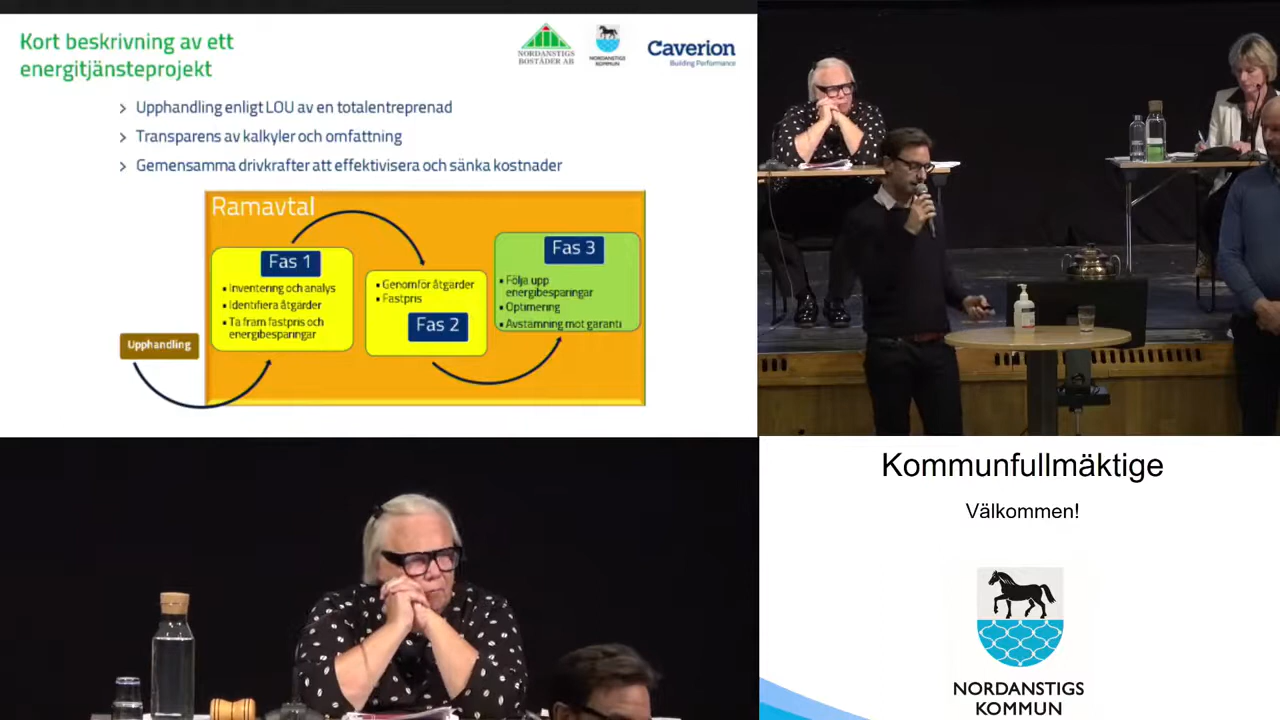 Kort beskrivning av ett
energitjänsteprojekt
NORDANSTIGS
BOSTÄDER AB
NORDANSTIGS
KOMMUN
Caverion
Building Performance
> Upphandling enligt LOU av en totalentreprenad
> Transparens av kalkyler och omfattning
> Gemensamma drivkrafter att effektivisera och sänka kostnader
Ramavtal
Fas 1
▪ Inventering och analys
▪ Identifiera åtgärder
▪ Ta fram fastpris och
energibesparingar
▪ Genomför åtgärder
▪ Fastpris
Fas 2
Fas 3
▪ Följa upp
energibesparingar
▪ Optimering
▪ Avstämning mot garanti
Upphandling
Kommunfullmäktige
Välkommen!
NORDANSTIGS
KOMMUN